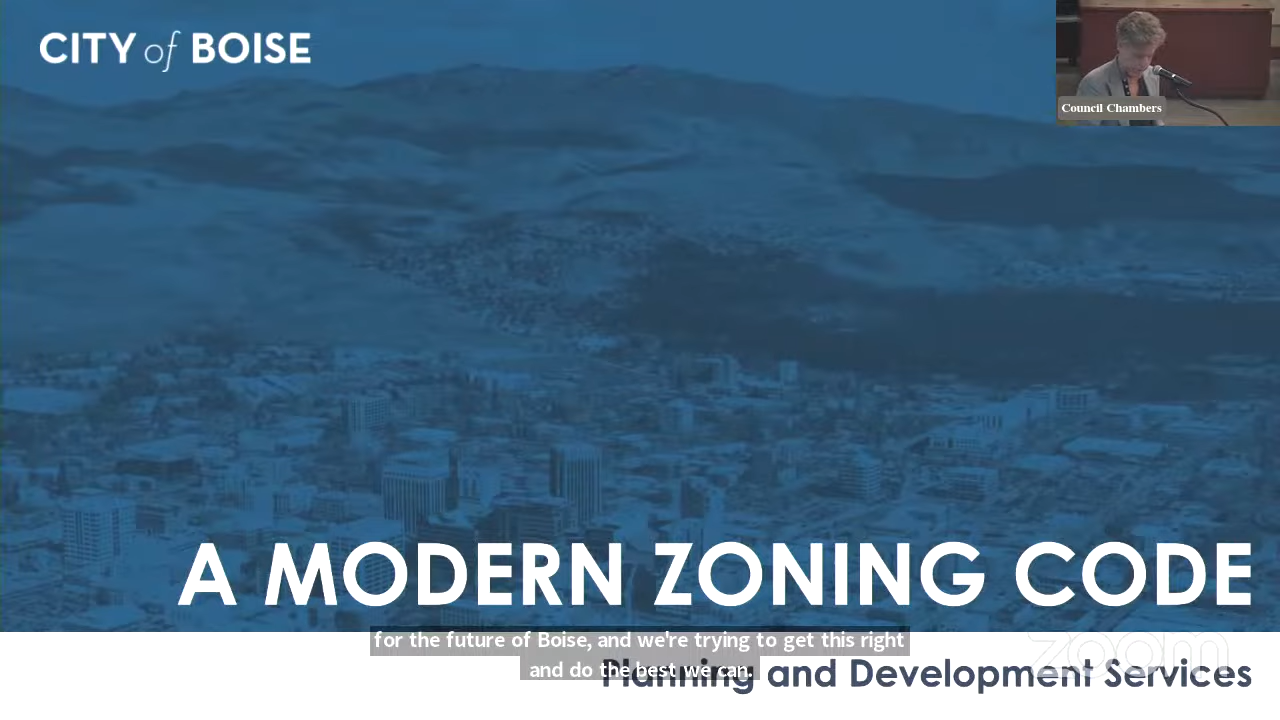 CITY of BOISE
Council Chambers
A MODERN ZONING CODE
for the future of Boise, and we're trying to get this right
and do the best we can.
Planning and Development Services
zoom